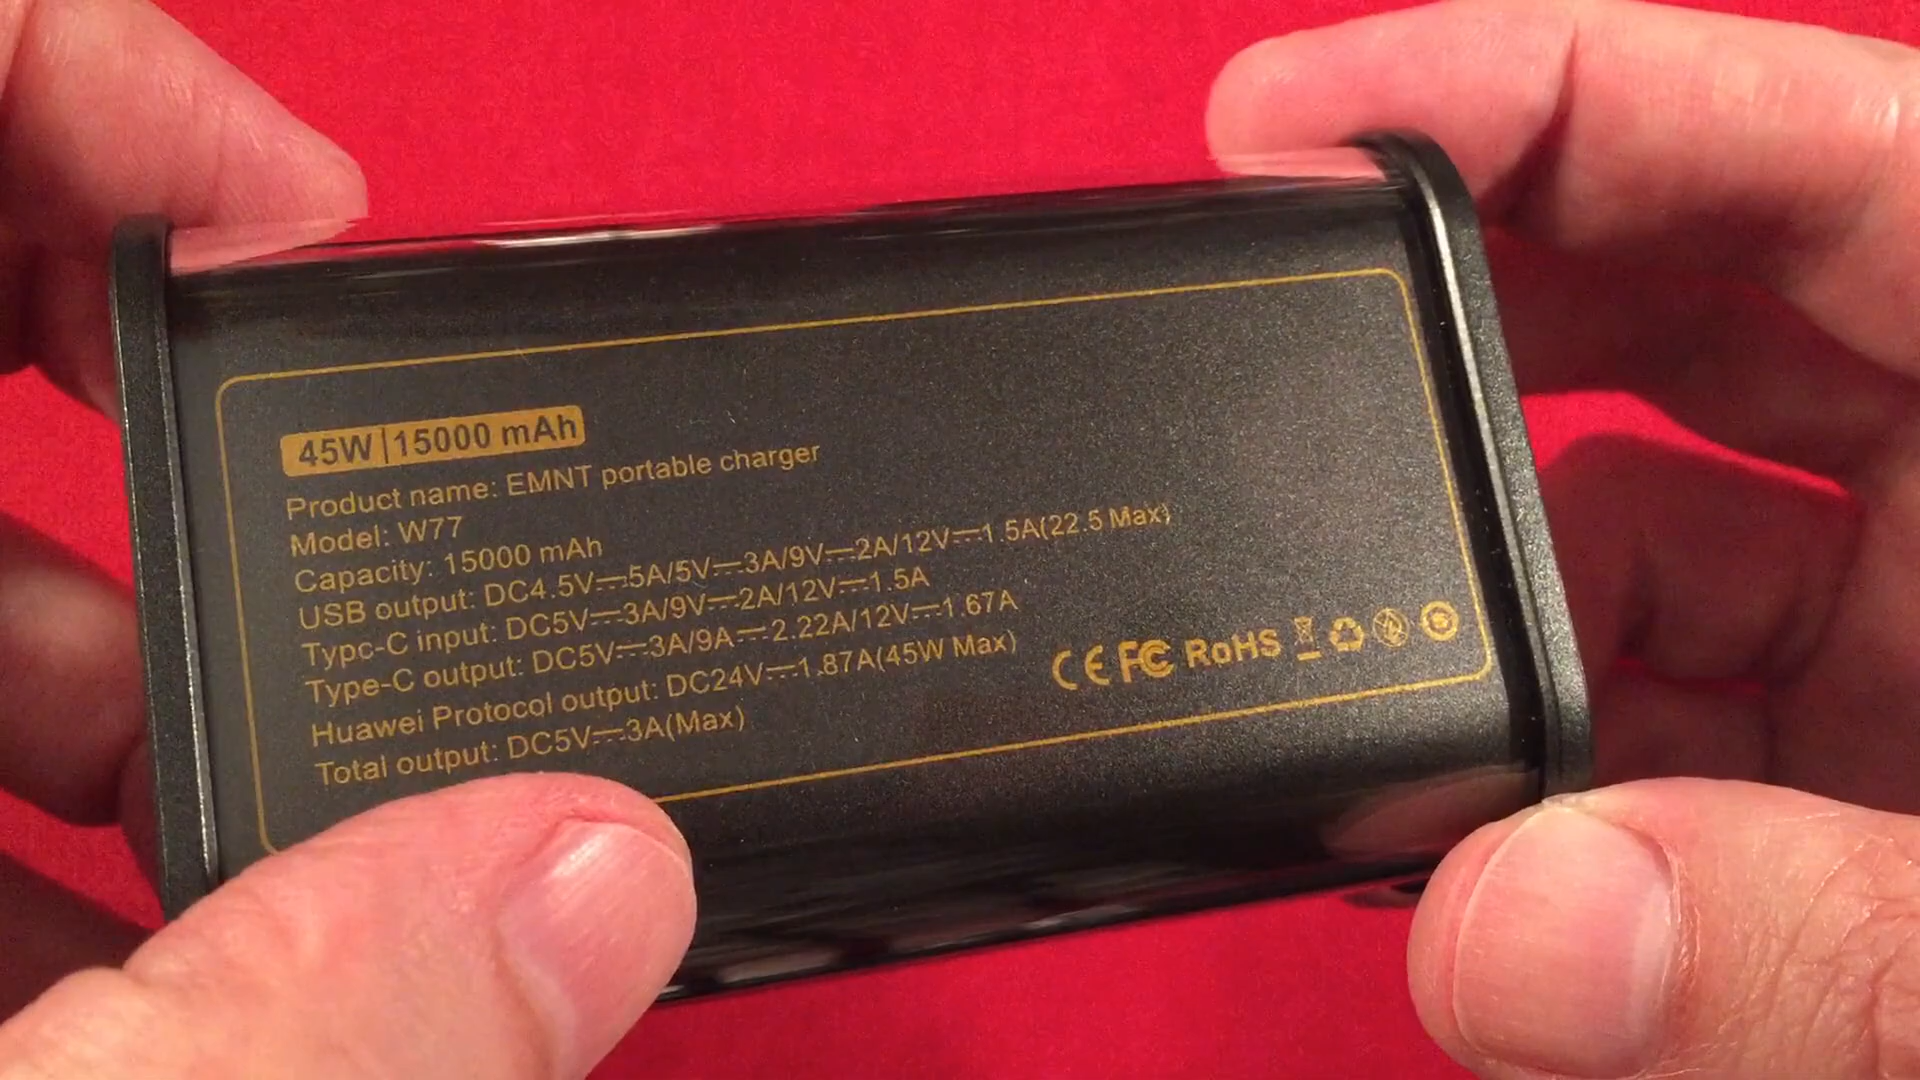 45W|15000 mAh
Product name: EMNT portable charger
Model: W77
Capacity: 15000 mAh
USB output: DC4.5V⎓5A/5V⎓3A/9V⎓2A/12V⎓1.5A(22.5 Max)
Typc-C input: DC5V⎓3A/9V⎓2A/12V⎓1.5A
Type-C output: DC5V⎓3A/9A⎓2.22A/12V⎓1.67A
Huawei Protocol output: DC24V⎓1.87A(45W Max)
Total output: DC5V⎓3A(Max)
CE FC RoHS